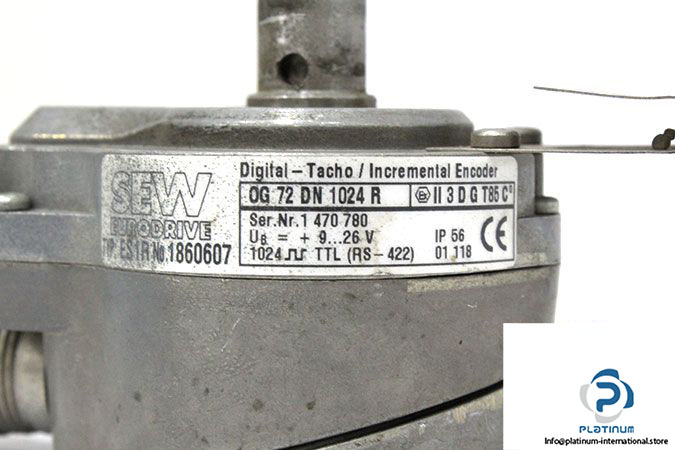 SEW
EURODRIVE
TYP ES1R No. 1860607
Digital – Tacho / Incremental Encoder
OG 72 DN 1024 R
Ex II 3 D G T85 C°
Ser.Nr. 1 470 780
UB = + 9...26 V
IP 56
1024 TTL (RS – 422)
01 118
CE
PLATINUM
Info@platinum-international.store